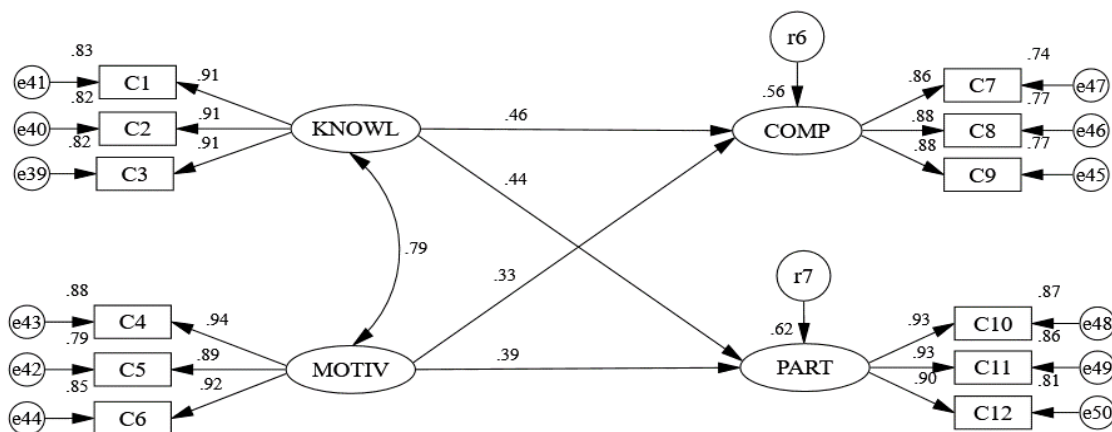 r6
.83
.74
e41
C1
.91
.86
C7
e47
.82
.56
.77
e40
C2
.91
KNOWL
.46
COMP
.88
C8
e46
.82
.91
.88
.77
e39
C3
C9
e45
.44
.79
r7
.33
.88
.87
e43
C4
.94
.93
C10
e48
.79
.62
.86
e42
C5
.89
MOTIV
.39
PART
.93
C11
e49
.85
.92
.90
.81
e44
C6
C12
e50